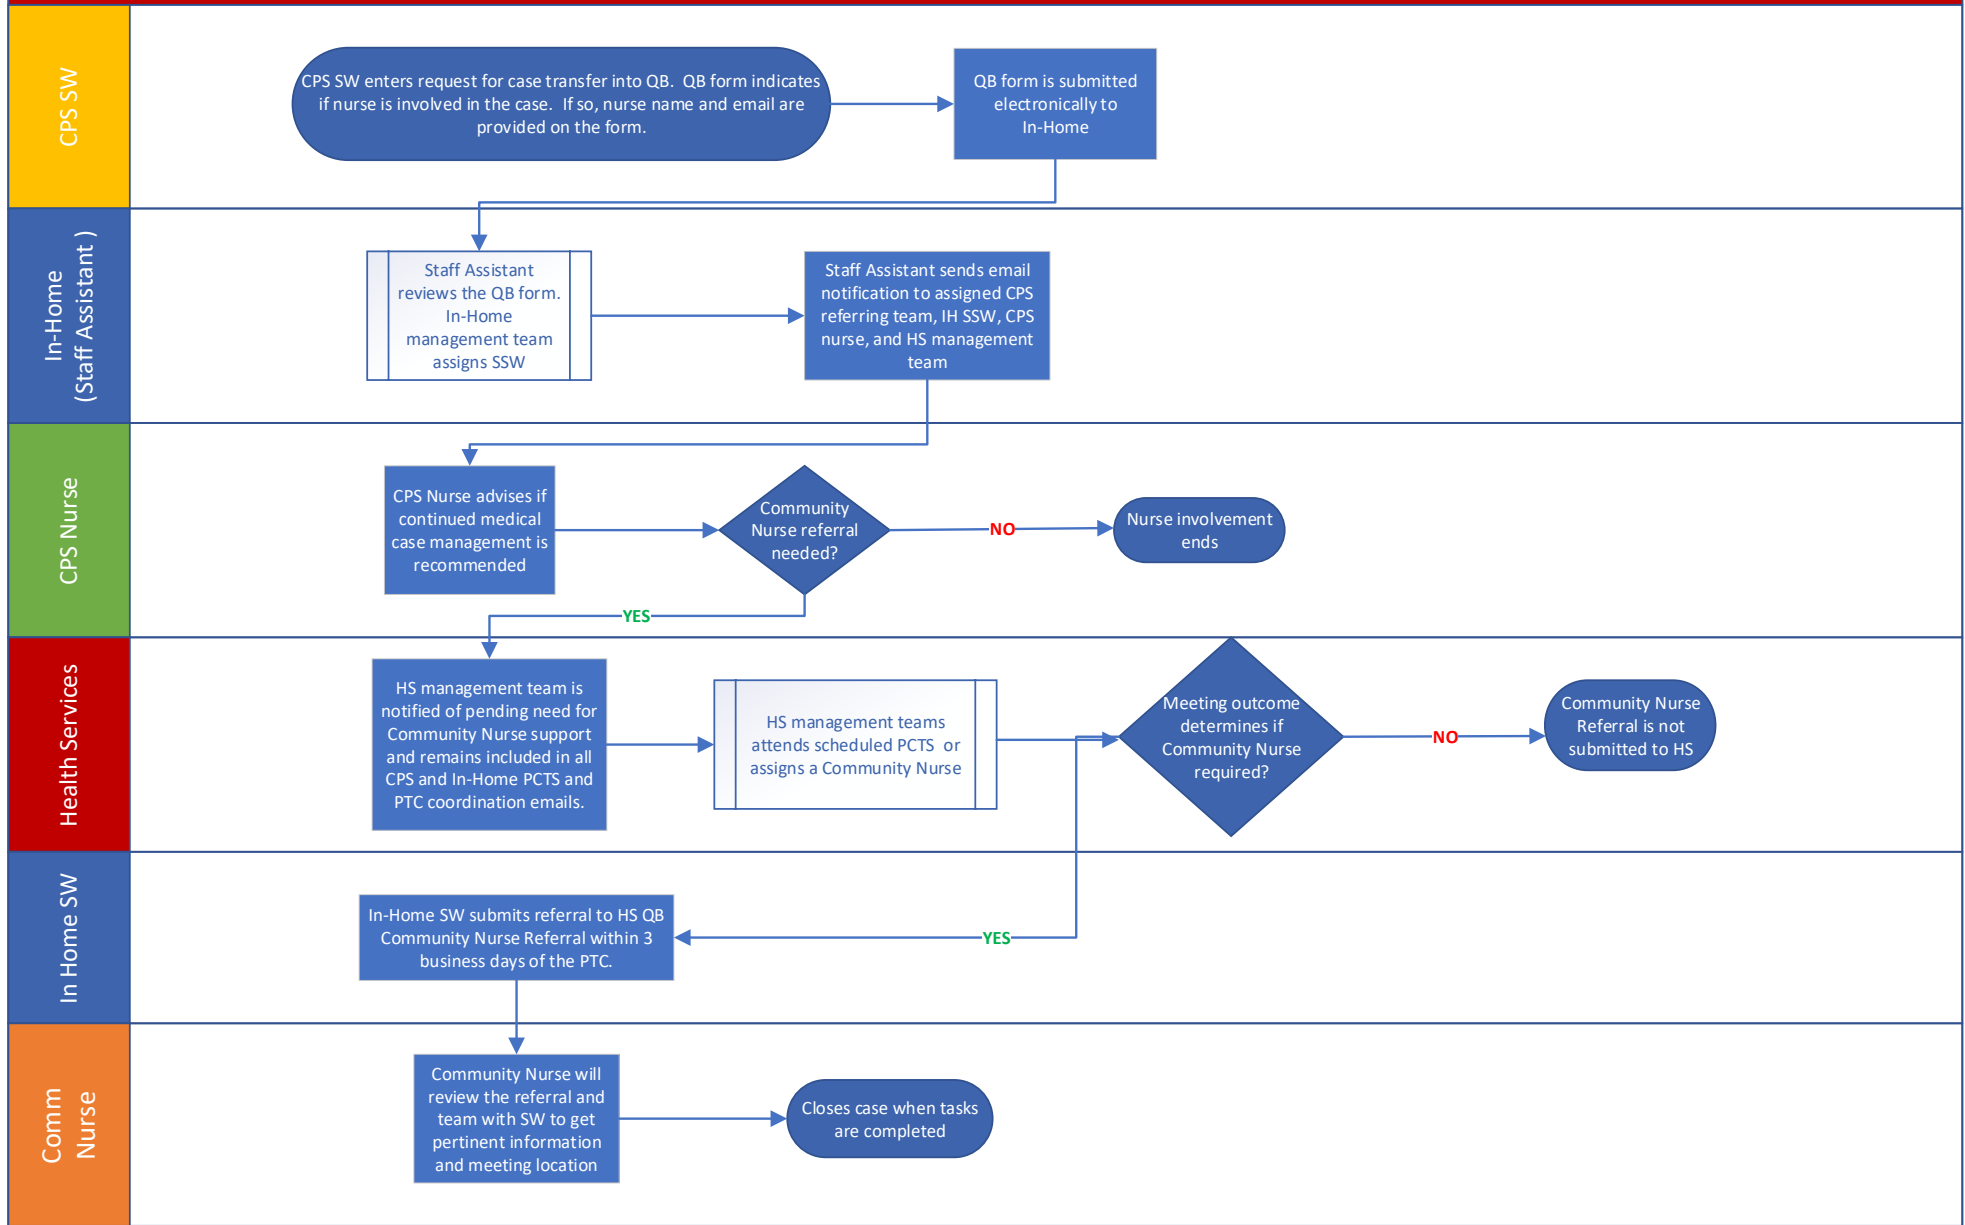 CPS SW
CPS SW enters request for case transfer into QB.  QB form indicates
if nurse is involved in the case.  If so, nurse name and email are
provided on the form.
QB form is submitted
electronically to
In-Home
In-Home
(Staff Assistant )
Staff Assistant
reviews the QB form.
In-Home
management team
assigns SSW
Staff Assistant sends email
notification to assigned CPS
referring team, IH SSW, CPS
nurse, and HS management
team
CPS Nurse
CPS Nurse advises if
continued medical
case management is
recommended
Community
Nurse referral
needed?
NO
Nurse involvement
ends
YES
Health Services
HS management team is
notified of pending need for
Community Nurse support
and remains included in all
CPS and In-Home PCTS and
PTC coordination emails.
HS management teams
attends scheduled PCTS  or
assigns a Community Nurse
Meeting outcome
determines if
Community Nurse
required?
NO
Community Nurse
Referral is not
submitted to HS
In Home SW
In-Home SW submits referral to HS QB
Community Nurse Referral within 3
business days of the PTC.
YES
Comm
Nurse
Community Nurse will
review the referral and
team with SW to get
pertinent information
and meeting location
Closes case when tasks
are completed